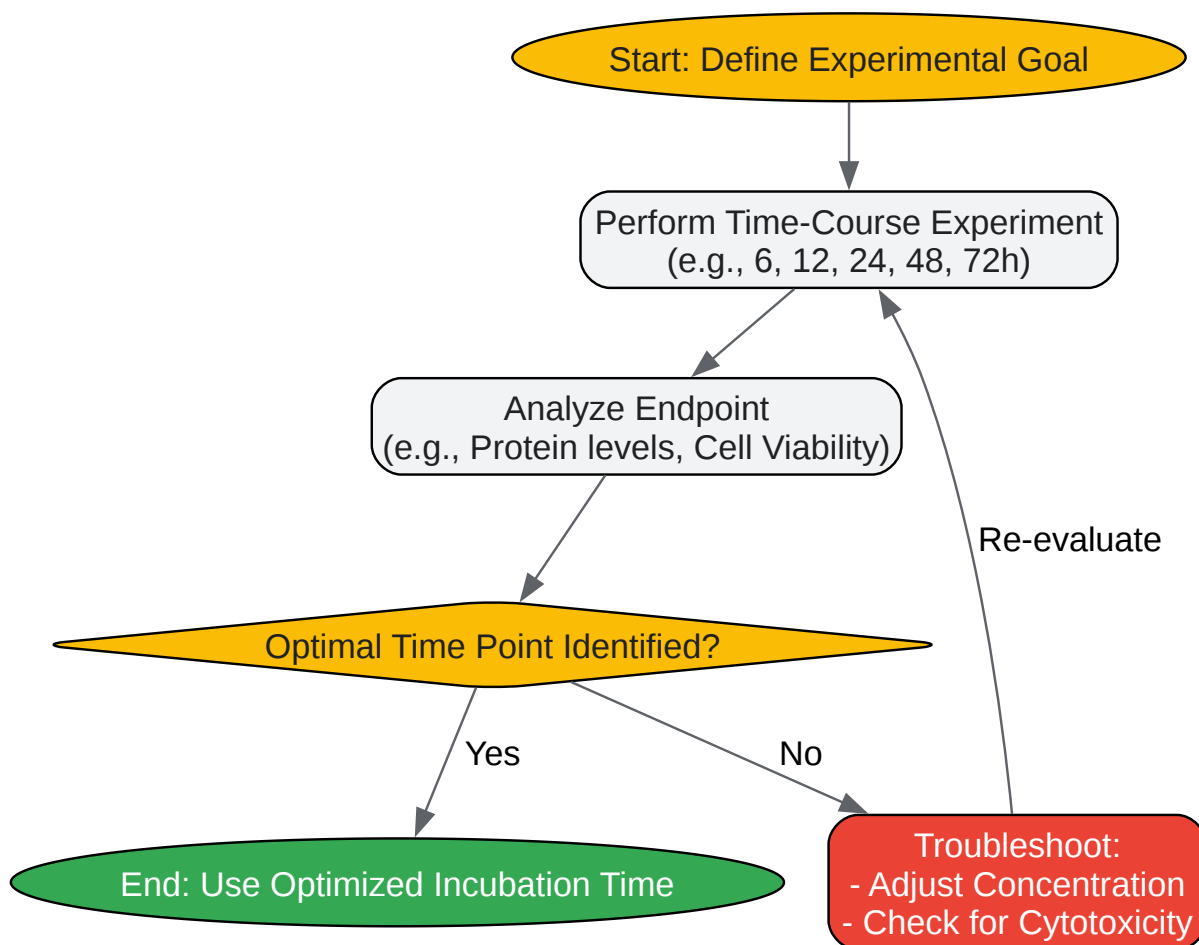 Start: Define Experimental Goal
Perform Time-Course Experiment
(e.g., 6, 12, 24, 48, 72h)
Analyze Endpoint
(e.g., Protein levels, Cell Viability)
Re-evaluate
Optimal Time Point Identified?
Yes
No
End: Use Optimized Incubation Time
Troubleshoot:
- Adjust Concentration
- Check for Cytotoxicity